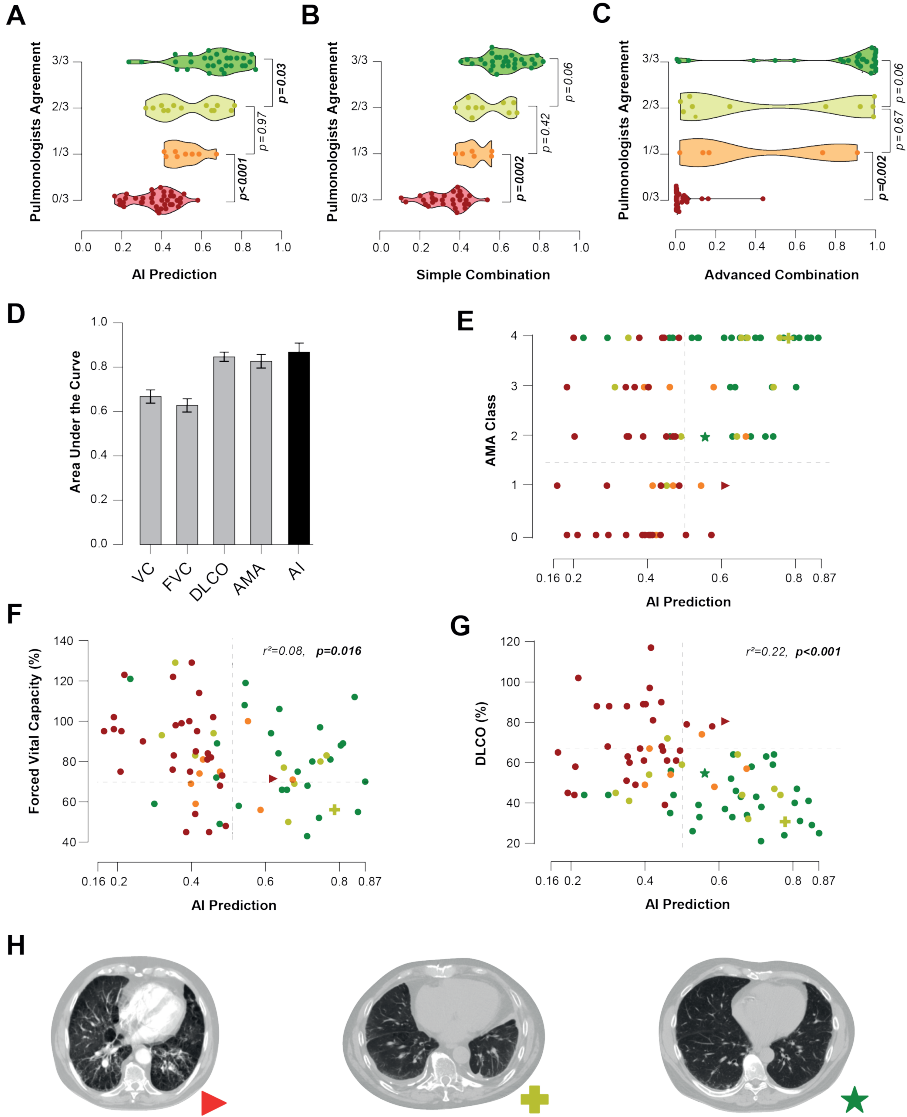 A
B
C
Pulmonologists Agreement
3/3
2/3
1/3
0/3
p=0.03
p=0.97
p<0.001
0.0 0.2 0.4 0.6 0.8 1.0
AI Prediction
Pulmonologists Agreement
3/3
2/3
1/3
0/3
p=0.06
p=0.42
p=0.002
0.0 0.2 0.4 0.6 0.8 1.0
Simple Combination
Pulmonologists Agreement
3/3
2/3
1/3
0/3
p=0.06
p=0.67
p=0.002
0.0 0.2 0.4 0.6 0.8 1.0
Advanced Combination
D
Area Under the Curve
1.0
0.8
0.6
0.4
0.2
0.0
VC FVC DLCO AMA AI
E
AMA Class
4
3
2
1
0
0.16 0.2 0.4 0.6 0.8 0.87
AI Prediction
F
Forced Vital Capacity (%)
140
120
100
80
60
40
r²=0.08, p=0.016
0.16 0.2 0.4 0.6 0.8 0.87
AI Prediction
G
DLCO (%)
120
100
80
60
40
20
r²=0.22, p<0.001
0.16 0.2 0.4 0.6 0.8 0.87
AI Prediction
H